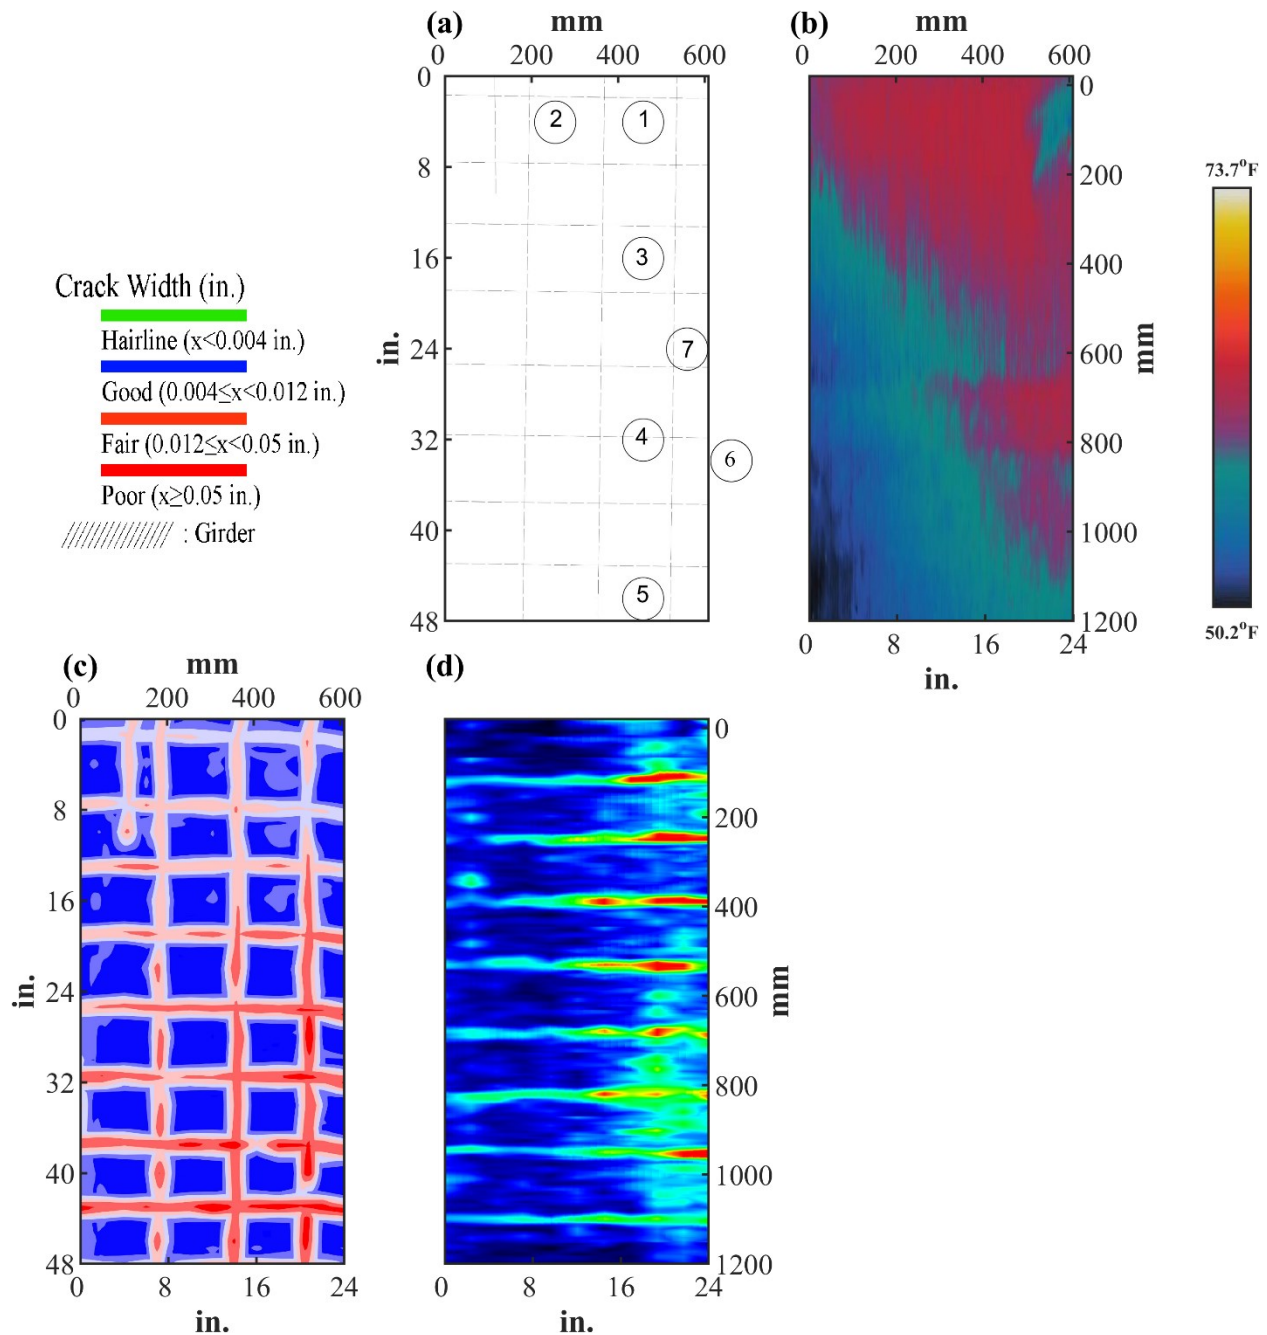 (a)
mm
0 200 400 600
0
8
16
24
32
40
48
in.
2
1
3
7
4
6
5
(b)
mm
200 400 600
0
200
400
600
800
1000
1200
mm
0 8 16 24
in.
73.7°F
50.2°F
Crack Width (in.)
Hairline (x<0.004 in.)
Good (0.004≤x<0.012 in.)
Fair (0.012≤x<0.05 in.)
Poor (x≥0.05 in.)
: Girder
(c)
mm
0 200 400 600
0
8
16
24
32
40
48
in.
0 8 16 24
in.
(d)
0
200
400
600
800
1000
1200
mm
0 8 16 24
in.